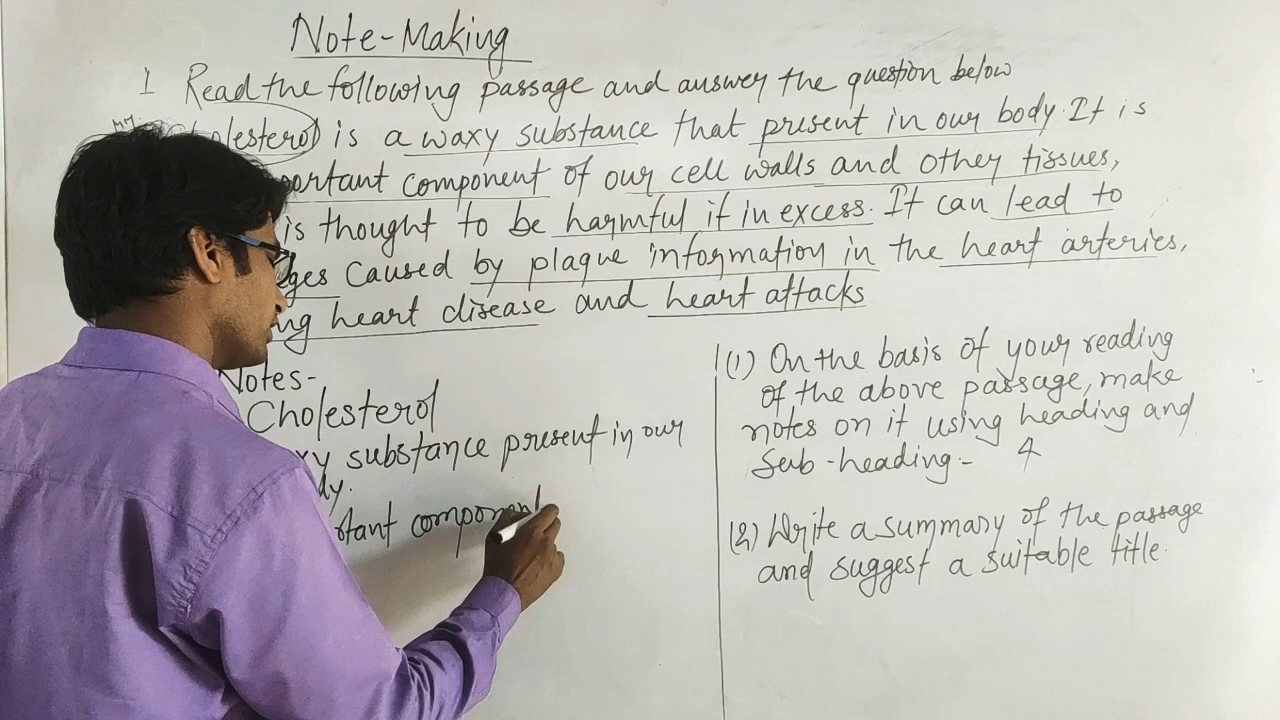 Note-Making
1 Read the following passage and answer the question below
Cholesterol is a waxy substance that present in our body. It is
portant component of our cell walls and other tissues,
is thought to be harmful if in excess. It can lead to
ges caused by plaque information in the heart arteries,
ng heart disease and heart attacks
Notes-
Cholesterol
xy substance present in our
dy.
rtant component
(1) On the basis of your reading
of the above passage, make
notes on it using heading and
Sub-heading - 4
(2) Write a summary of the passage
and suggest a suitable title.